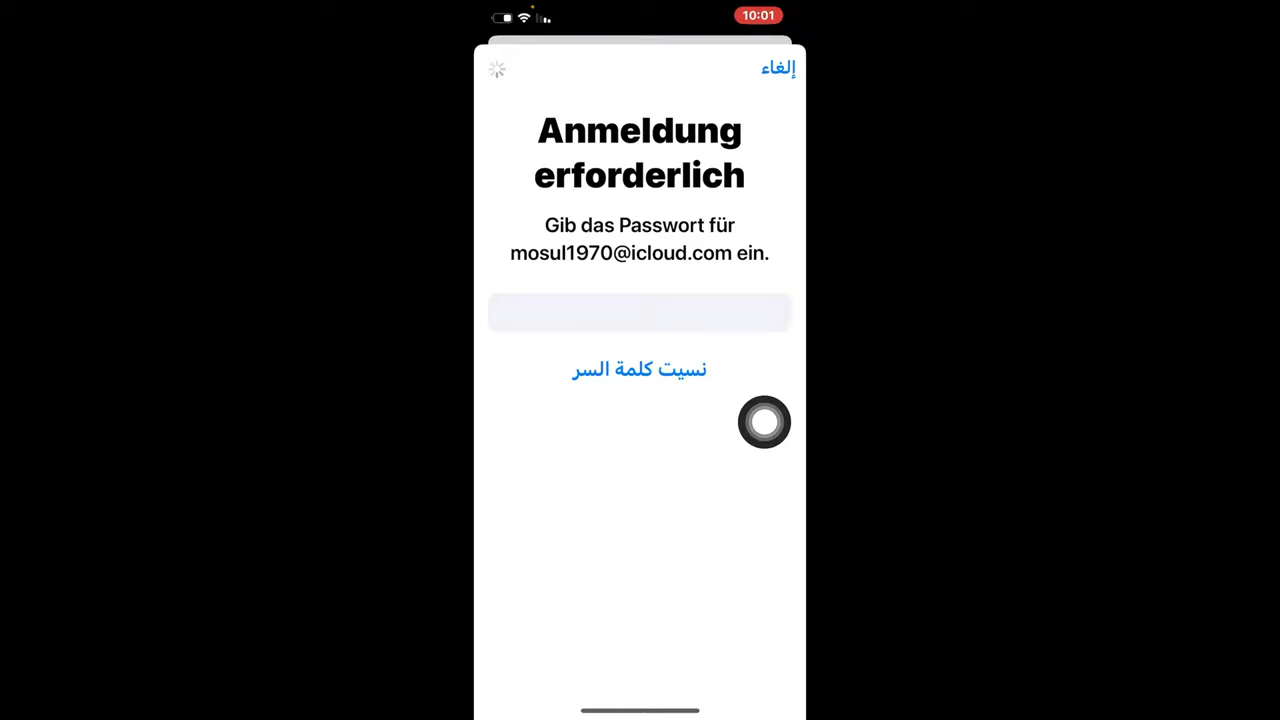 10:01
إلغاء
Anmeldung
erforderlich
Gib das Passwort für
mosul1970@icloud.com ein.
نسيت كلمة السر